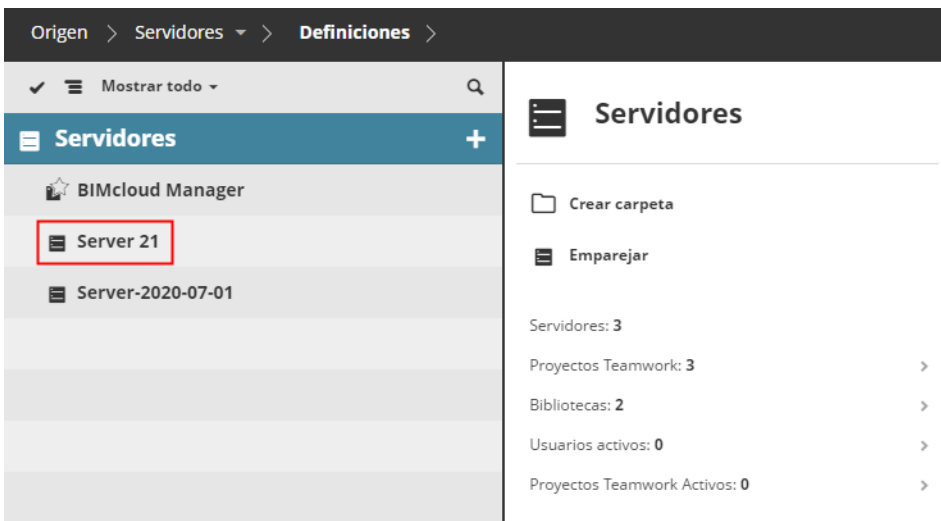 Origen > Servidores > Definiciones >
Mostrar todo
Servidores +
BIMcloud Manager
Server 21
Server-2020-07-01
Servidores
Crear carpeta
Emparejar
Servidores: 3
Proyectos Teamwork: 3
Bibliotecas: 2
Usuarios activos: 0
Proyectos Teamwork Activos: 0